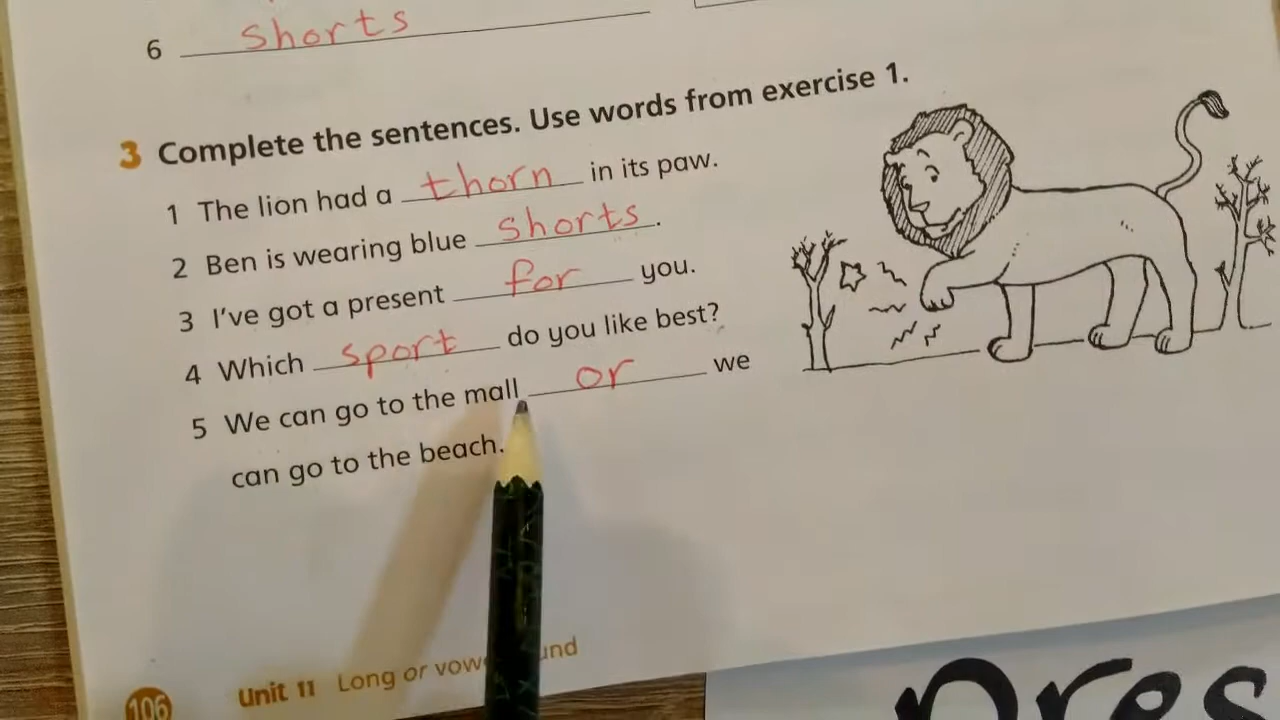 6 shorts
3 Complete the sentences. Use words from exercise 1.
1 The lion had a thorn in its paw.
2 Ben is wearing blue shorts.
3 I've got a present for you.
4 Which sport do you like best?
5 We can go to the mall or we
can go to the beach.
106 Unit 11 Long or